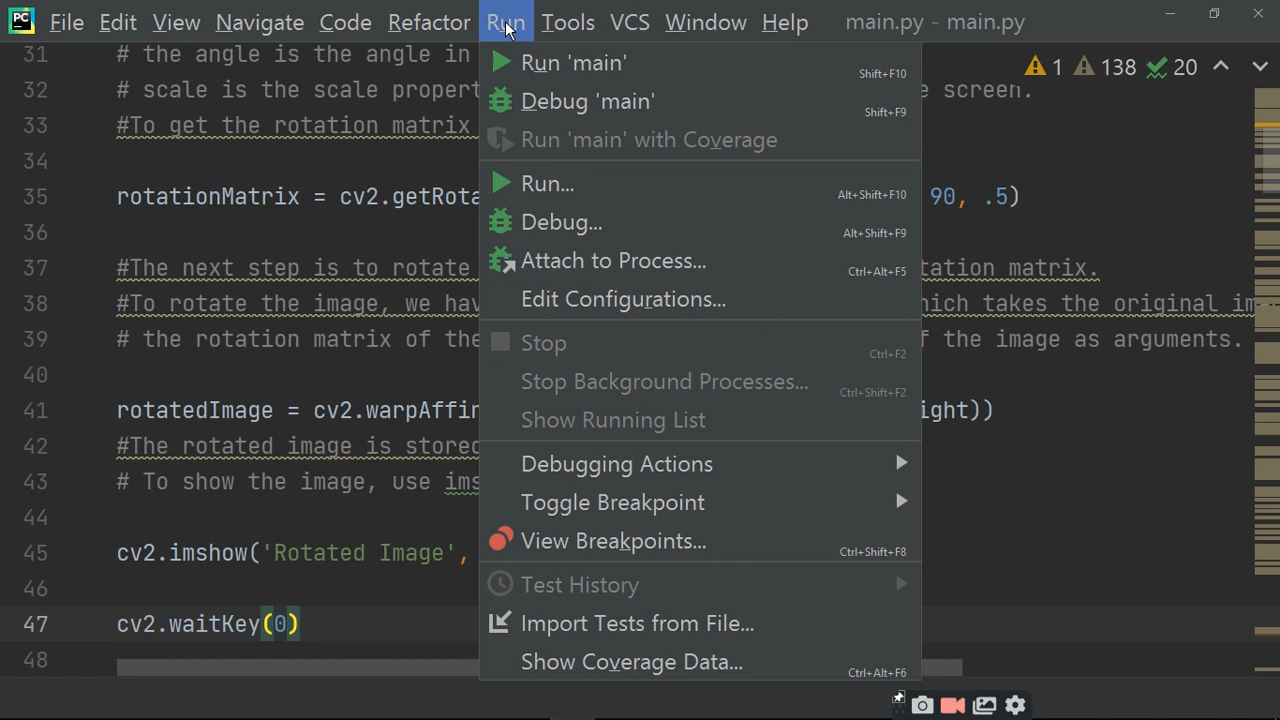 PC File Edit View Navigate Code Refactor Run Tools VCS Window Help main.py - main.py
31 # the angle is the angle in
32 # scale is the scale propert e screen.
33 #To get the rotation matrix
34
35 rotationMatrix = cv2.getRota 90, .5)
36
37 #The next step is to rotate tation matrix.
38 #To rotate the image, we hav hich takes the original im
39 # the rotation matrix of the f the image as arguments.
40
41 rotatedImage = cv2.warpAffin ight))
42 #The rotated image is stored
43 # To show the image, use ims
44
45 cv2.imshow('Rotated Image',
46
47 cv2.waitKey(0)
48
1 138 20
Run 'main' Shift+F10
Debug 'main' Shift+F9
Run 'main' with Coverage
Run... Alt+Shift+F10
Debug... Alt+Shift+F9
Attach to Process... Ctrl+Alt+F5
Edit Configurations...
Stop Ctrl+F2
Stop Background Processes... Ctrl+Shift+F2
Show Running List
Debugging Actions
Toggle Breakpoint
View Breakpoints... Ctrl+Shift+F8
Test History
Import Tests from File...
Show Coverage Data... Ctrl+Alt+F6